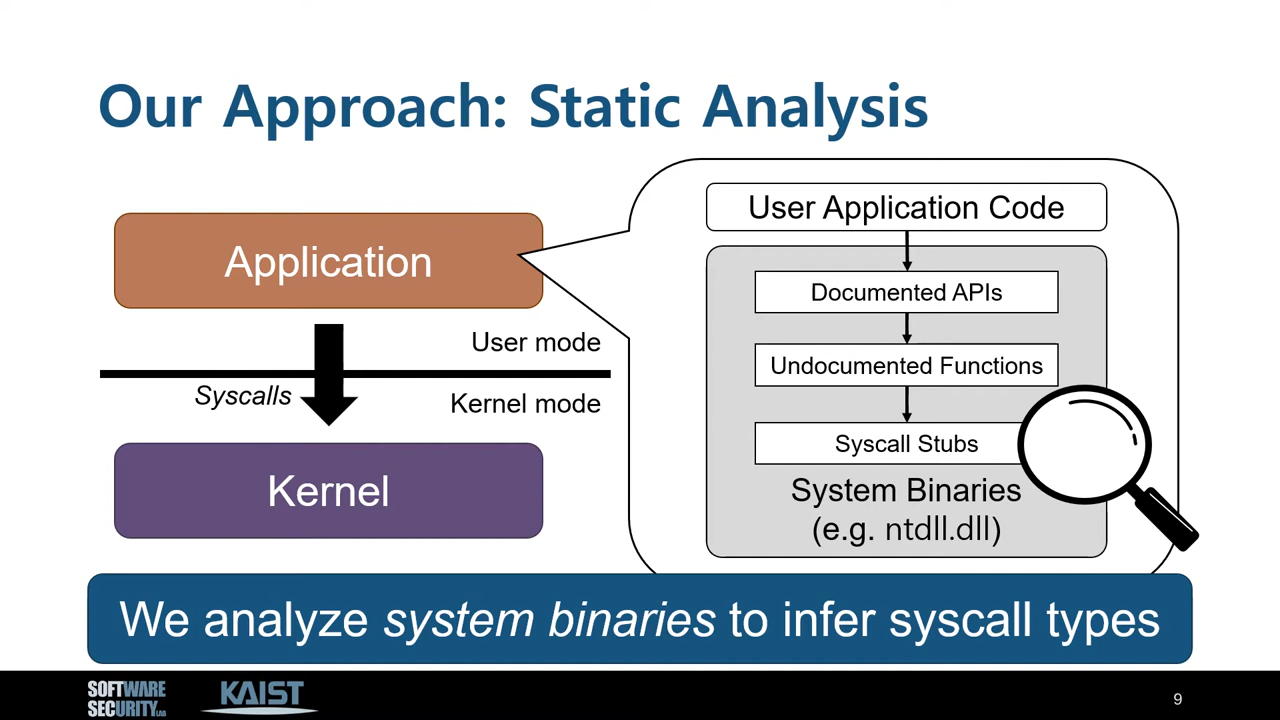 Our Approach: Static Analysis
Application
User mode
Syscalls
Kernel mode
Kernel
User Application Code
Documented APIs
Undocumented Functions
Syscall Stubs
System Binaries
(e.g. ntdll.dll)
We analyze system binaries to infer syscall types
SOFTWARE
SECURITY LAB
KAIST
9